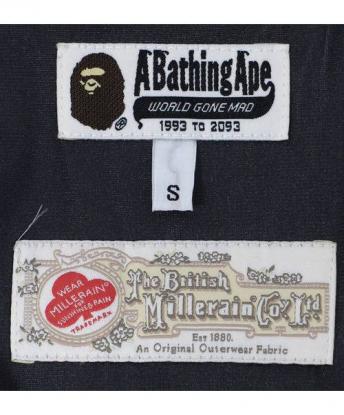 A Bathing Ape
WORLD GONE MAD
1993 TO 2093
S
WEAR
MILLERAIN
FOR
SUNSHINE & RAIN
TRADEMARK
The British
Millerain Coy Ltd
Est 1880.
An Original Outerwear Fabric